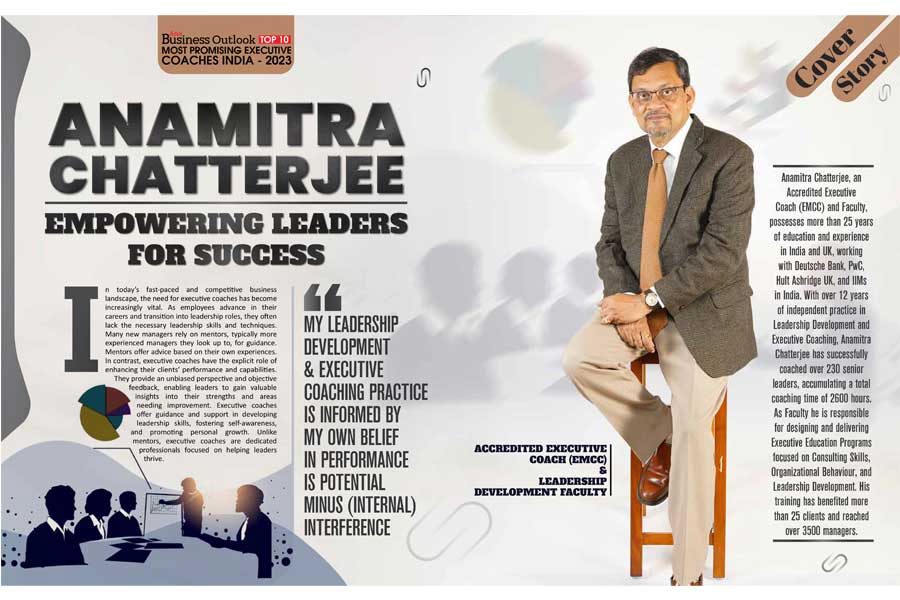 Asia
Business Outlook TOP 10
MOST PROMISING EXECUTIVE
COACHES INDIA - 2023
Cover
Story
ANAMITRA
CHATTERJEE
EMPOWERING LEADERS
FOR SUCCESS
In today's fast-paced and competitive business
landscape, the need for executive coaches has become
increasingly vital. As employees advance in their
careers and transition into leadership roles, they often
lack the necessary leadership skills and techniques.
Many new managers rely on mentors, typically more
experienced managers they look up to, for guidance.
Mentors offer advice based on their own experiences.
In contrast, executive coaches have the explicit role of
enhancing their clients' performance and capabilities.
They provide an unbiased perspective and objective
feedback, enabling leaders to gain valuable
insights into their strengths and areas
needing improvement. Executive coaches
offer guidance and support in developing
leadership skills, fostering self-awareness,
and promoting personal growth. Unlike
mentors, executive coaches are dedicated
professionals focused on helping leaders
thrive.
“
MY LEADERSHIP
DEVELOPMENT
& EXECUTIVE
COACHING PRACTICE
IS INFORMED BY
MY OWN BELIEF
IN PERFORMANCE
IS POTENTIAL
MINUS (INTERNAL)
INTERFERENCE
ACCREDITED EXECUTIVE
COACH (EMCC)
&
LEADERSHIP
DEVELOPMENT FACULTY
Anamitra Chatterjee, an
Accredited Executive
Coach (EMCC) and Faculty,
possesses more than 25 years
of education and experience
in India and UK, working
with Deutsche Bank, PwC,
Hult Ashridge UK, and IIMs
in India. With over 12 years
of independent practice in
Leadership Development and
Executive Coaching, Anamitra
Chatterjee has successfully
coached over 230 senior
leaders, accumulating a total
coaching time of 2600 hours.
As Faculty he is responsible
for designing and delivering
Executive Education Programs
focused on Consulting Skills,
Organizational Behaviour, and
Leadership Development. His
training has benefited more
than 25 clients and reached
over 3500 managers.